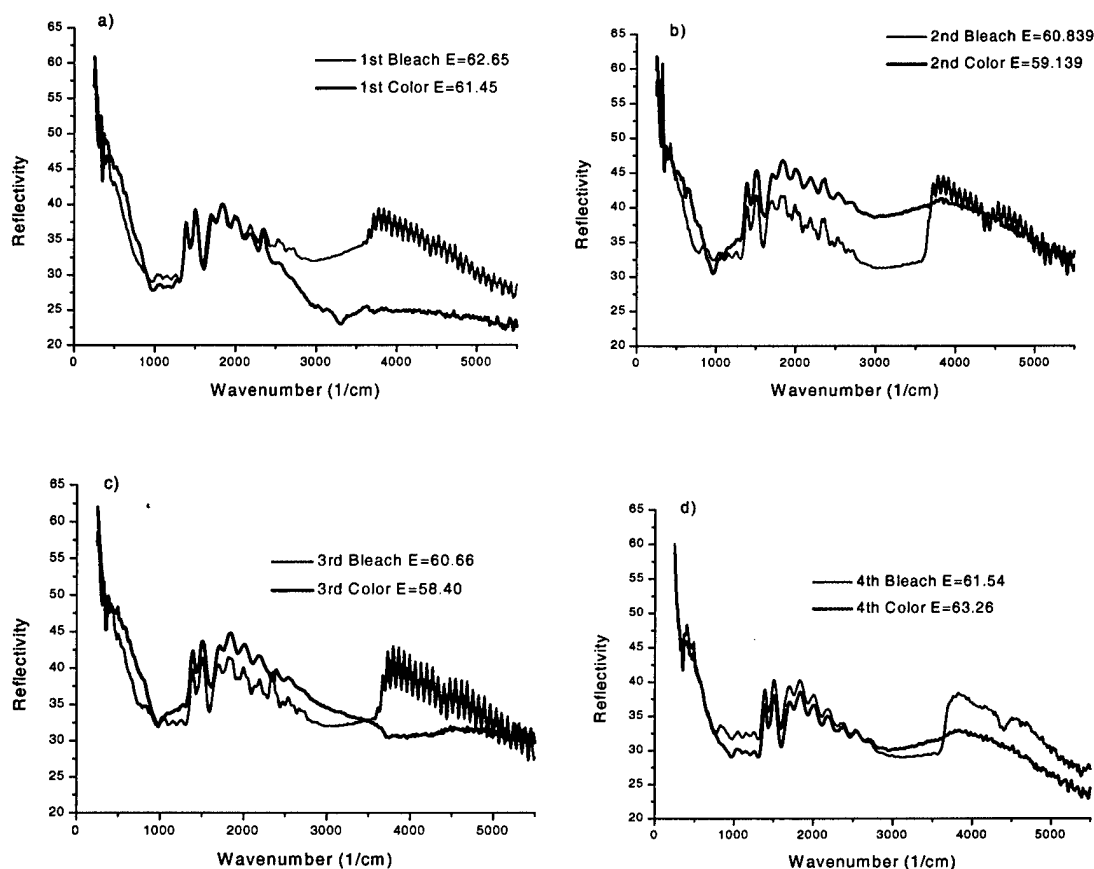 a)
1st Bleach E=62.65
1st Color E=61.45
65
60
55
50
45
40
35
30
25
20
Reflectivity
0 1000 2000 3000 4000 5000
Wavenumber (1/cm)
b)
2nd Bleach E=60.839
2nd Color E=59.139
65
60
55
50
45
40
35
30
25
20
Reflectivity
0 1000 2000 3000 4000 5000
Wavenumber (1/cm)
c)
3rd Bleach E=60.66
3rd Color E=58.40
65
60
55
50
45
40
35
30
25
20
Reflectivity
0 1000 2000 3000 4000 5000
Wavenumber (1/cm)
d)
4th Bleach E=61.54
4th Color E=63.26
65
60
55
50
45
40
35
30
25
20
Reflectivity
0 1000 2000 3000 4000 5000
Wavenumber (1/cm)